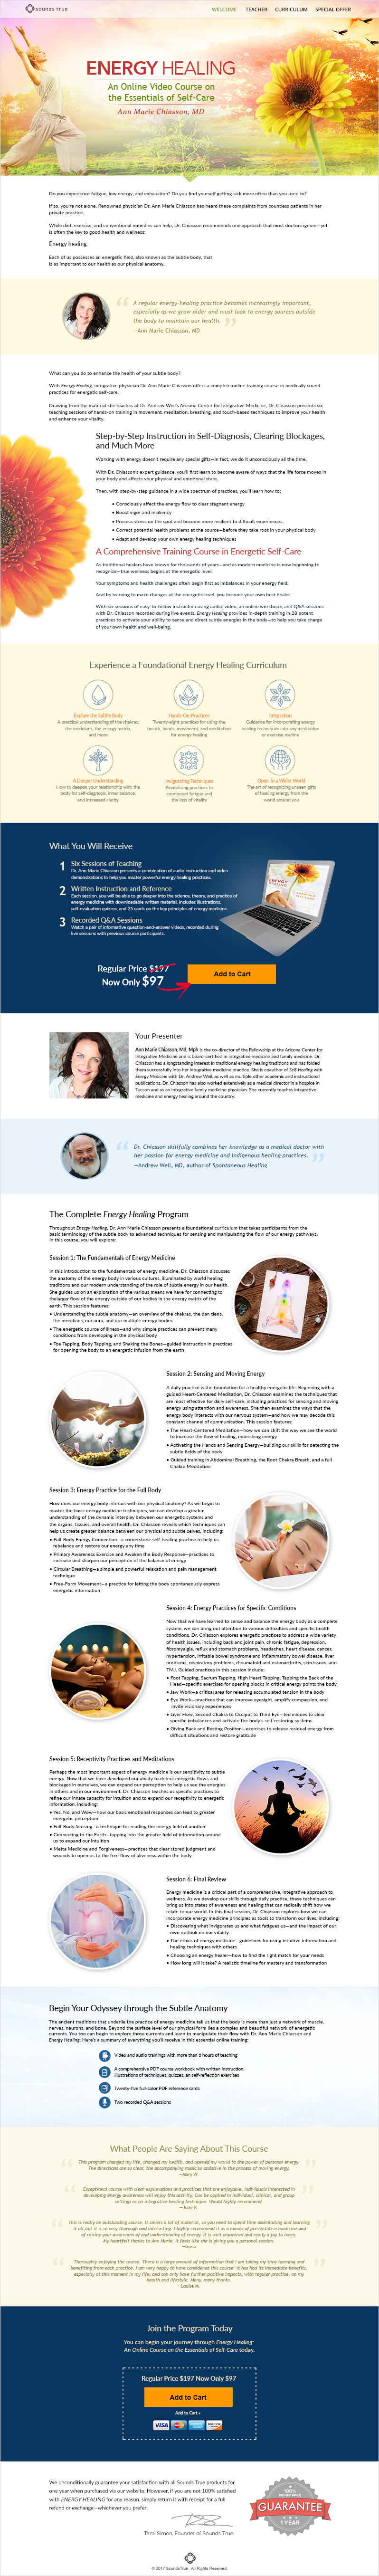 sounds true
WELCOME TEACHER CURRICULUM SPECIAL OFFER
ENERGY HEALING
An Online Video Course on
the Essentials of Self-Care
Ann Marie Chiasson, MD
Do you experience fatigue, low energy, and exhaustion? Do you find yourself getting sick more often than you used to?
If so, you're not alone. Renowned physician Dr. Ann Marie Chiasson has heard these complaints from countless patients in her
private practice.
While diet, exercise, and conventional remedies can help, Dr. Chiasson recommends one approach that most doctors ignore—yet
is often the key to good health and wellness:
Energy healing.
Each of us possesses an energetic field, also known as the subtle body, that
is as important to our health as our physical anatomy.
“ A regular energy-healing practice becomes increasingly important,
especially as we grow older and must look to energy sources outside
the body to maintain our health. ”
—Ann Marie Chiasson, MD
What can you do to enhance the health of your subtle body?
With Energy Healing, integrative physician Dr. Ann Marie Chiasson offers a complete online training course in medically sound
practices for energetic self-care.
Drawing from the material she teaches at Dr. Andrew Weil's Arizona Center for Integrative Medicine, Dr. Chiasson presents six
teaching sessions of hands-on training in movement, meditation, breathing, and touch-based techniques to improve your health
and enhance your vitality.
Step-by-Step Instruction in Self-Diagnosis, Clearing Blockages,
and Much More
Working with energy doesn't require any special gifts—in fact, we do it unconsciously all the time.
With Dr. Chiasson's expert guidance, you'll first learn to become aware of ways that the life force moves in
your body and affects your physical and emotional state.
Then, with step-by-step guidance in a wide spectrum of practices, you'll learn how to:
• Consciously affect the energy flow to clear stagnant energy
• Boost vigor and resiliency
• Process stress on the spot and become more resilient to difficult experiences
• Correct potential health problems at the source—before they take root in your physical body
• Adapt and develop your own energy healing techniques
A Comprehensive Training Course in Energetic Self-Care
As traditional healers have known for thousands of years—and as modern medicine is now beginning to
recognize—true wellness begins at the energetic level.
Your symptoms and health challenges often begin first as imbalances in your energy field.
And by learning to make changes at the energetic level, you become your own best healer.
With six sessions of easy-to-follow instruction using audio, video, an online workbook, and Q&A sessions
with Dr. Chiasson recorded during live events, Energy Healing provides in-depth training in 28 potent
practices to activate your ability to sense and direct subtle energies in the body—to help you take charge
of your own health and well-being.
Experience a Foundational Energy Healing Curriculum
Explore the Subtle Body
A practical understanding of the chakras,
the meridians, the energy matrix,
and more
Hands-On Practices
Twenty-eight practices for using the
breath, hands, movement, and meditation
for energy healing
Integration
Guidance for incorporating energy
healing techniques into any meditation
or exercise routine
A Deeper Understanding
How to deepen your relationship with the
body for self-diagnosis, inner balance,
and increased clarity
Invigorating Techniques
Revitalizing practices to
counteract fatigue and
the loss of vitality
Open To a Wider World
The art of recognizing unseen gifts
of healing energy from the
world around you
What You Will Receive
1 Six Sessions of Teaching
Dr. Ann Marie Chiasson presents a combination of audio instruction and video
demonstrations to help you master powerful energy healing practices.
2 Written Instruction and Reference
Each session, you will be able to go deeper into the science, theory, and practice of
energy medicine with downloadable written material. Includes illustrations,
self-evaluation quizzes, and 25 cards on the key principles of energy medicine.
3 Recorded Q&A Sessions
Watch a pair of informative question-and-answer videos, recorded during
live sessions with previous course participants.
ENERGY HEALING
Regular Price $197
Now Only $97
Add to Cart
Your Presenter
Ann Marie Chiasson, Md, Mph is the co-director of the Fellowship at the Arizona Center for
Integrative Medicine and is board-certified in integrative medicine and family medicine. Dr.
Chiasson has a longstanding interest in traditional energy healing traditions and has folded
them successfully into her integrative medicine practice. She is coauthor of Self-Healing with
Energy Medicine with Dr. Andrew Weil, as well as multiple other academic and instructional
publications. Dr. Chiasson has also worked extensively as a medical director in a hospice in
Tuscson and as an integrative family medicine physician. She currently teaches integrative
medicine and energy healing around the country.
“ Dr. Chiasson skillfully combines her knowledge as a medical doctor with
her passion for energy medicine and indigenous healing practices. ”
—Andrew Weil, MD, author of Spontaneous Healing
The Complete Energy Healing Program
Throughout Energy Healing, Dr. Ann Marie Chiasson presents a foundational curriculum that takes participants from the
basic terminology of the subtle body to advanced techniques for sensing and manipulating the flow of our energy pathways.
In this course, you will explore:
Session 1: The Fundamentals of Energy Medicine
In this introduction to the fundamentals of energy medicine, Dr. Chiasson discusses
the anatomy of the energy body in various cultures, illuminated by world healing
traditions and our modern understanding of the role of subtle energy in our health.
She guides us on an exploration of the various means we have for connecting to
thelarger flow of the energy outside of our bodies in the energy matrix of the
earth. This session features:
• Understanding the subtle anatomy—an overview of the chakras, the dan tiens,
the meridians, our aura, and our multiple energy bodies
• The energetic source of illness—and why simple practices can prevent many
conditions from developing in the physical body
• Toe Tapping, Body Tapping, and Shaking the Bones—guided instruction in practices
for opening the body to an energetic infusion from the earth
Session 2: Sensing and Moving Energy
A daily practice is the foundation for a healthy energetic life. Beginning with a
guided Heart-Centered Meditation, Dr. Chiasson examines the techniques that
are most effective for daily self-care, including practices for sensing and moving
energy using attention and awareness. She then examines the ways that the
energy body interacts with our nervous system—and how we may decode this
constant channel of communication. This session features:
• The Heart-Centered Meditation—how we can shift the way we see the world
to increase the flow of healing, nourishing energy
• Activating the Hands and Sensing Energy—building our skills for detecting the
subtle fields of the body
• Guided training in Abdominal Breathing, the Root Chakra Breath, and a full
Chakra Meditation
Session 3: Energy Practice for the Full Body
How does our energy body interact with our physical anatomy? As we begin to
master the basic energy medicine techniques, we can develop a greater
understanding of the dynamic interplay between our energetic systems and
the organs, tissues, and overall health. Dr. Chiasson reveals which techniques can
help us create greater balance between our physical and subtle selves, including:
• Full-Body Energy Connection—a cornerstone self-healing practice to help us
rebalance and restore our energy any time
• Primary Awareness Exercise and Awaken the Body Response—practices to
increase and sharpen our perception of the balance of energy
• Circular Breathing—a simple and powerful relaxation and pain management
technique
• Free-Form Movement—a practice for letting the body spontaneously express
energetic information
Session 4: Energy Practices for Specific Conditions
Now that we have learned to sense and balance the energy body as a complete
system, we can bring out attention to various difficulties and specific health
conditions. Dr. Chiasson explores energetic practices to address a wide variety
of health issues, including back and joint pain, chronic fatigue, depression,
fibromyalgia, reflux and stomach problems, headaches, heart disease, cancer,
hypertension, irritable bowel syndrome and bowel disease, liver
problems, respiratory problems, rheumatoid and osteoarthritis, skin issues, and
TMJ. Guided practices in this session include:
• Root Tapping, Sacrum Tapping, High Heart Tapping, Tapping the Back of the
Head—specific exercises for opening blocks in critical energy points the body
• Jaw Work—a critical area for releasing accumulated tension in the body
• Eye Work—practices that can improve eyesight, amplify compassion, and
invite visionary experiences
• Liver Flow, Second Chakra to Occiput to Third Eye—techniques to clear
specific imbalances and activate the body's self-restoring systems
• Giving Back and Resting Position—exercises to release residual energy from
difficult situations and restore gratitude
Session 5: Receptivity Practices and Meditations
Perhaps the most important aspect of energy medicine is our sensitivity to subtle
energy. Now that we have developed our ability to detect energetic flows and
blockages in ourselves, we can expand our perception to help us use the energies
in others and in our environment. Dr. Chiasson teaches us practices to help us
refine our innate capacity for intuition and to expand our receptivity to energetic
information, including:
• Yes, No, and Wow—how our basic emotional responses can lead to greater
energetic perception
• Full-Body Sensing—a technique for reading the energy field of another
• Connecting to the Earth—tapping into the greater field of information around
us to expand our intuition
• Metta Medicine and Forgiveness—practices that clear stored judgment and
wounds to open us to the free flow of aliveness within the body
Session 6: Final Review
Energy medicine is a critical part of a comprehensive, integrative approach to
wellness. As we develop our skills through daily practice, these techniques can
bring us into states of awareness and healing that can radically shift how we
relate to our world. In this final session, Dr. Chiasson explores how we can
incorporate energy medicine principles as tools to transform our lives, including:
• Discovering what invigorates us and what fatigues us—and the impact of our
own outlook on our vitality
• The ethics of energy medicine—guidelines for using intuitive information and
healing techniques with others
• Choosing an energy healer—how to find the right match for your needs
• How long will it take? A realistic timeline for mastery and transformation
Begin Your Odyssey through the Subtle Anatomy
The ancient traditions that underlie the practice of energy medicine tell us that the body is more than just a network of muscle,
nerves, neurons, and bone. Beyond the surface level of our physical form lies a complex and beautiful network of energetic
currents. You too can begin to explore those currents and learn to manipulate their flow with Dr. Ann Marie Chiasson and
Energy Healing. Here's a summary of everything you'll receive in this essential online training:
Video and audio trainings with more than 6 hours of teaching
A comprehensive PDF course workbook with written instruction,
illustrations of techniques, quizzes, an self-reflection exercises
Twenty-five full-color PDF reference cards
Two recorded Q&A sessions
What People Are Saying About This Course
“ This program changed my life, changed my health, and opened my world to the power of personal energy. ”
The directions are so clear, the accompanying music so assistive in the process of moving energy.
—Mary W.
“ Exceptional course with clear explanations and practices that are enjoyable. Individuals interested in ”
developing energy awareness will enjoy this activity. Can be applied to individual, clinical, and group
settings as an integrative healing technique. Would highly recommend.
—Julie K.
“ This is really an outstanding course. It covers a lot of material, so you need to spend time assimilating and learning ”
it all,but it is so very thorough and interesting. I highly recommend it as a means of preventative medicine and
of raising your awareness and understanding of energy. It is well organized and really a joy to learn.
My heartfelt thanks to Ann Marie. It feels like she is giving you a personal session.
—Gema
“ Thoroughly enjoying the course. There is a large amount of information that I am taking my time learning and ”
benefiting from each practice. I am very happy to have considered this course—it has had its immediate benefits,
especially at this moment in my life, and can only have further positive impacts, with regular practice, on my
health and lifestyle. Many, many thanks.
—Louise M.
Join the Program Today
You can begin your journey through Energy Healing:
An Online Course on the Essentials of Self-Care today.
Regular Price $197 Now Only $97
Add to Cart
Add to Cart »
VISA
We unconditionally guarantee your satisfaction with all Sounds True products for
one year when purchased via our website. However, if you are not 100% satisfied
with ENERGY HEALING for any reason, simply return it with receipt for a full
refund or exchange—whichever you prefer.
Tami Simon, Founder of Sounds True
100%
MONEY BACK
GUARANTEE
1 YEAR
© 2017 SoundsTrue. All Rights Reserved